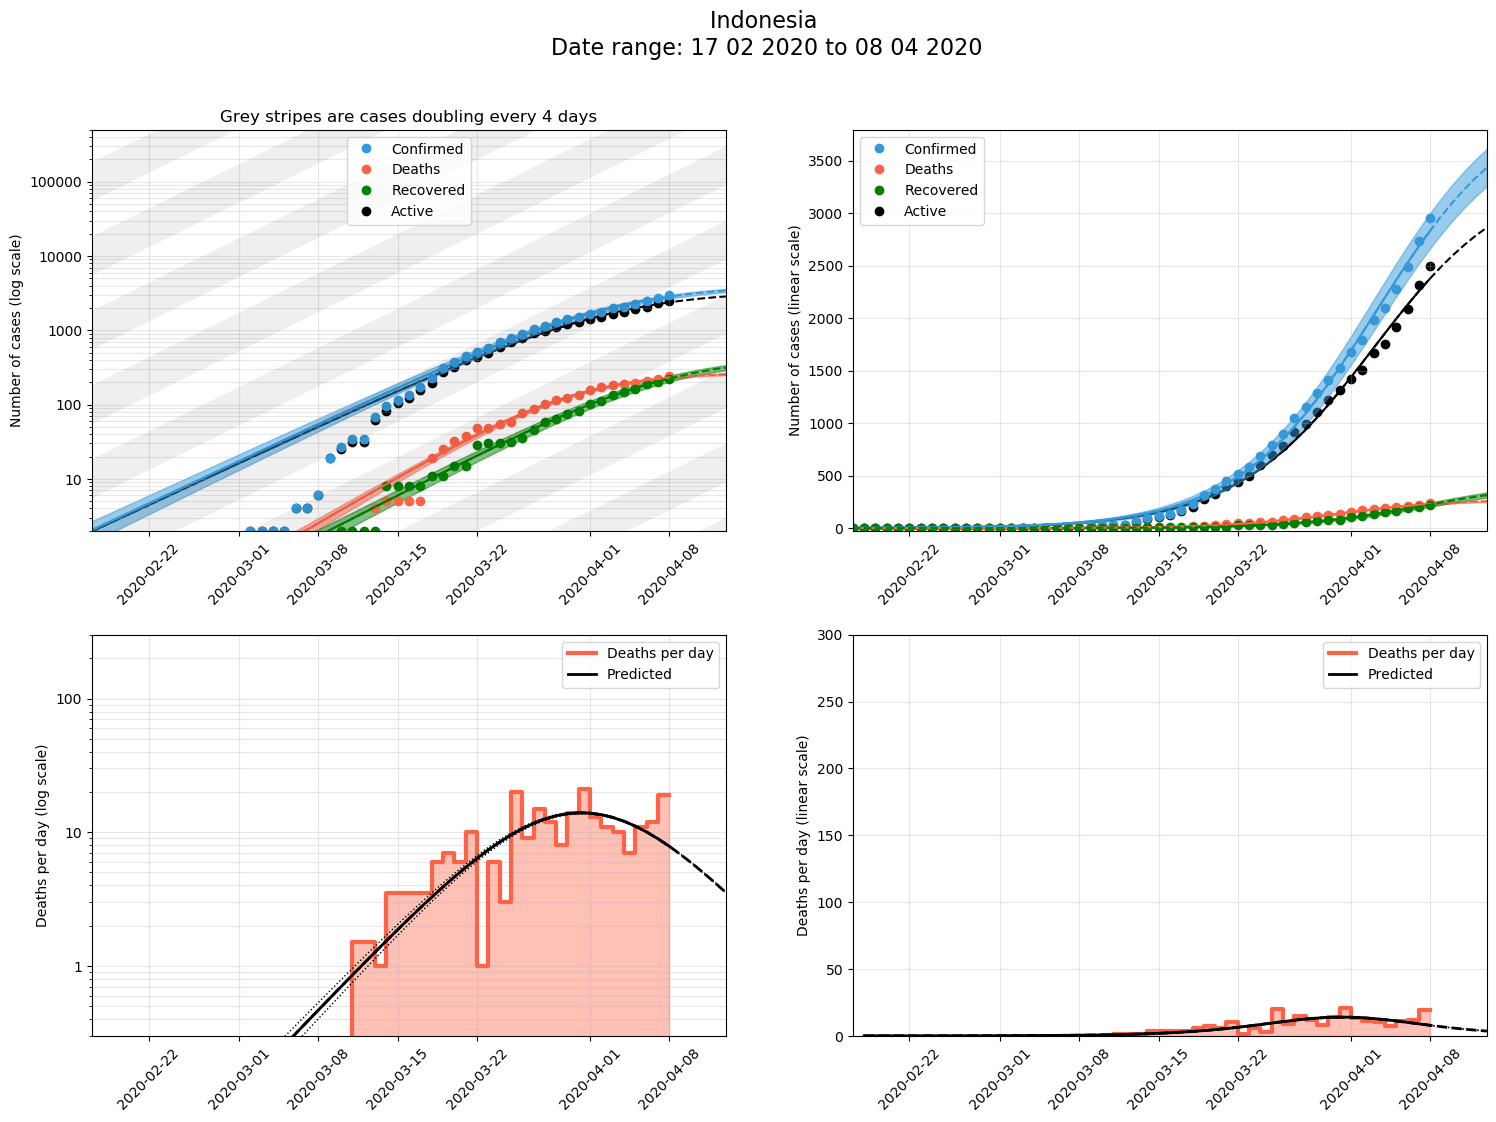 Indonesia
Date range: 17 02 2020 to 08 04 2020
Grey stripes are cases doubling every 4 days
Number of cases (log scale)
100000
10000
1000
100
10
Confirmed
Deaths
Recovered
Active
2020-02-22
2020-03-01
2020-03-08
2020-03-15
2020-03-22
2020-04-01
2020-04-08
Number of cases (linear scale)
3500
3000
2500
2000
1500
1000
500
0
Confirmed
Deaths
Recovered
Active
2020-02-22
2020-03-01
2020-03-08
2020-03-15
2020-03-22
2020-04-01
2020-04-08
Deaths per day (log scale)
100
10
1
Deaths per day
Predicted
2020-02-22
2020-03-01
2020-03-08
2020-03-15
2020-03-22
2020-04-01
2020-04-08
Deaths per day (linear scale)
300
250
200
150
100
50
0
Deaths per day
Predicted
2020-02-22
2020-03-01
2020-03-08
2020-03-15
2020-03-22
2020-04-01
2020-04-08